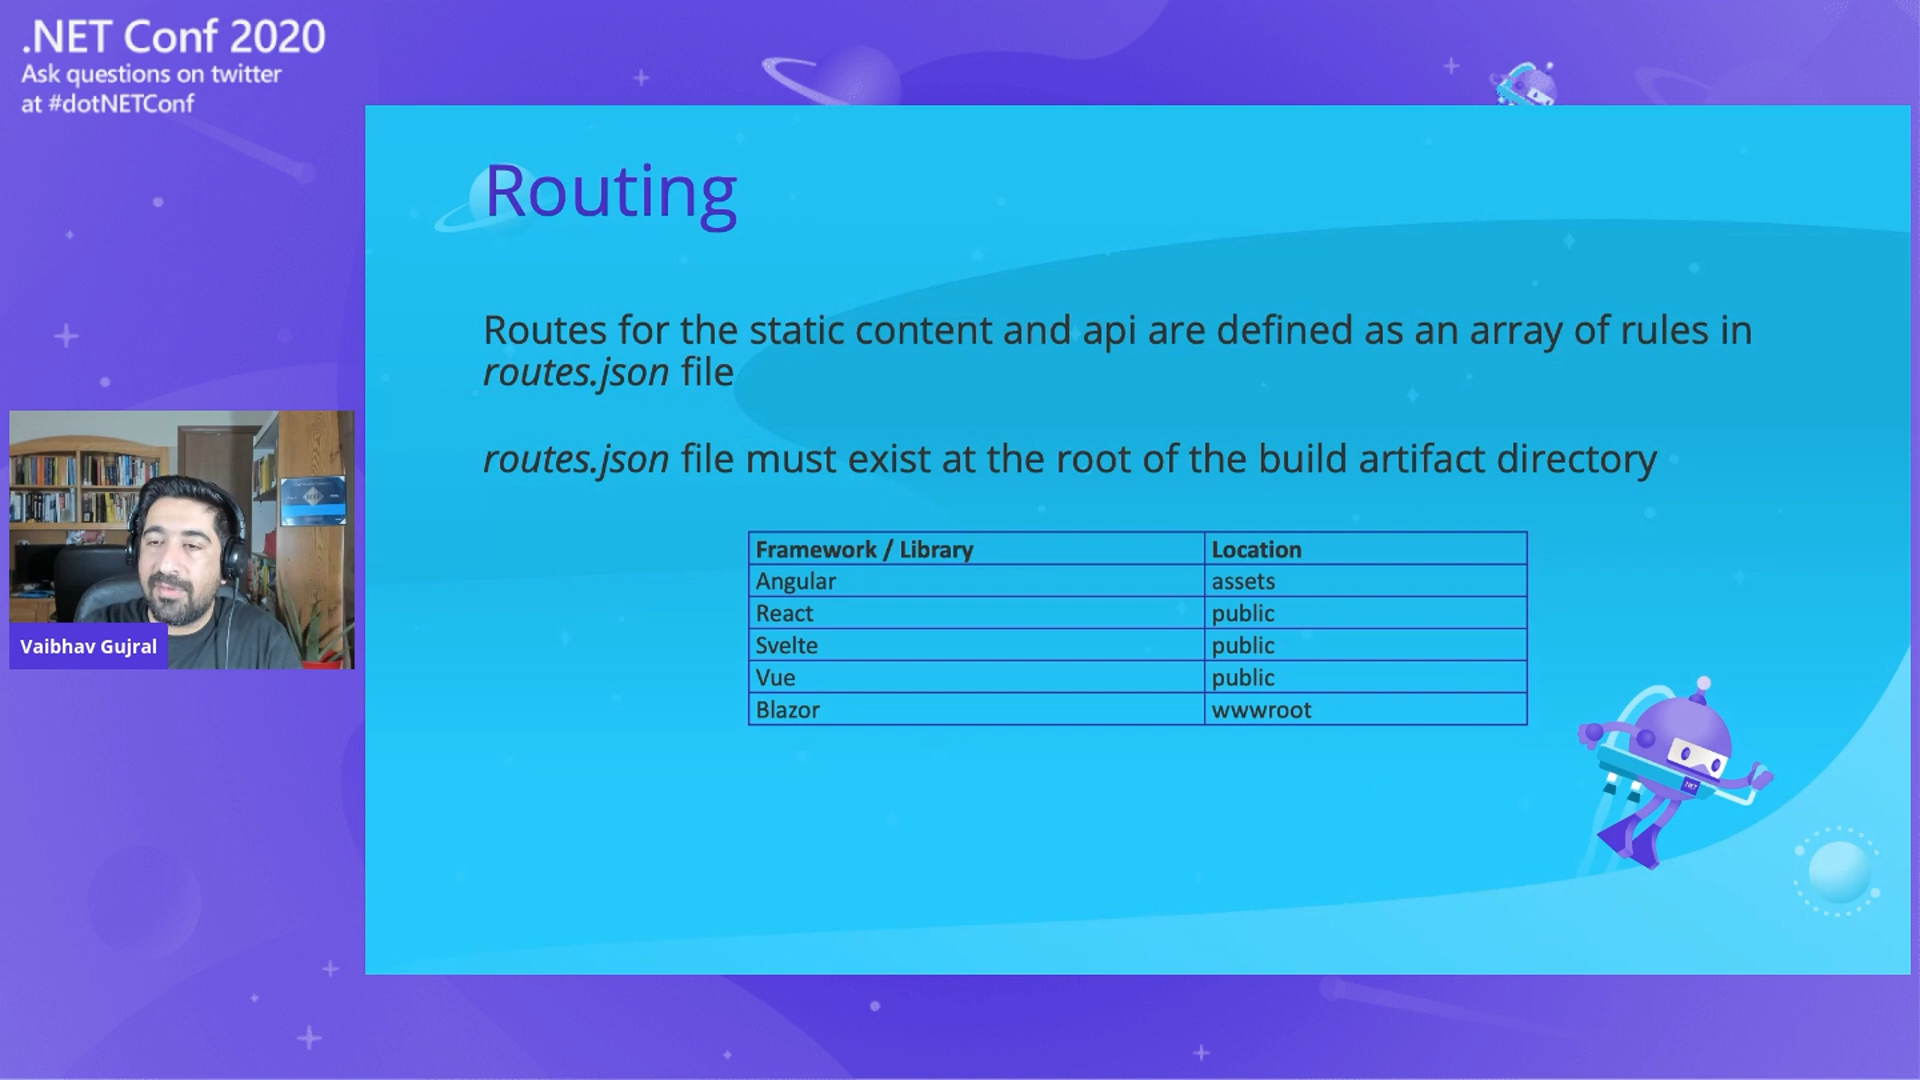 .NET Conf 2020
Ask questions on twitter
at #dotNETConf
Routing
Routes for the static content and api are defined as an array of rules in
routes.json file
routes.json file must exist at the root of the build artifact directory
Framework / Library Location
Angular assets
React public
Svelte public
Vue public
Blazor wwwroot
Vaibhav Gujral